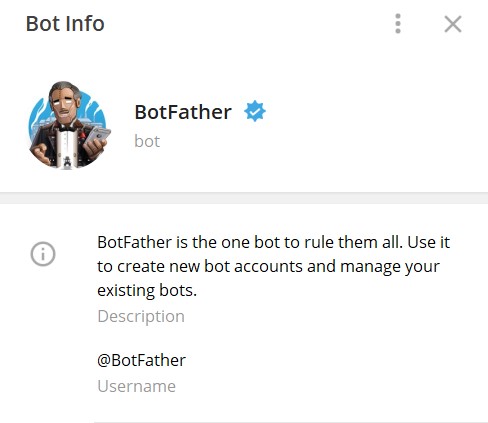 Bot Info
BotFather
bot
BotFather is the one bot to rule them all. Use it
to create new bot accounts and manage your
existing bots.
Description
@BotFather
Username